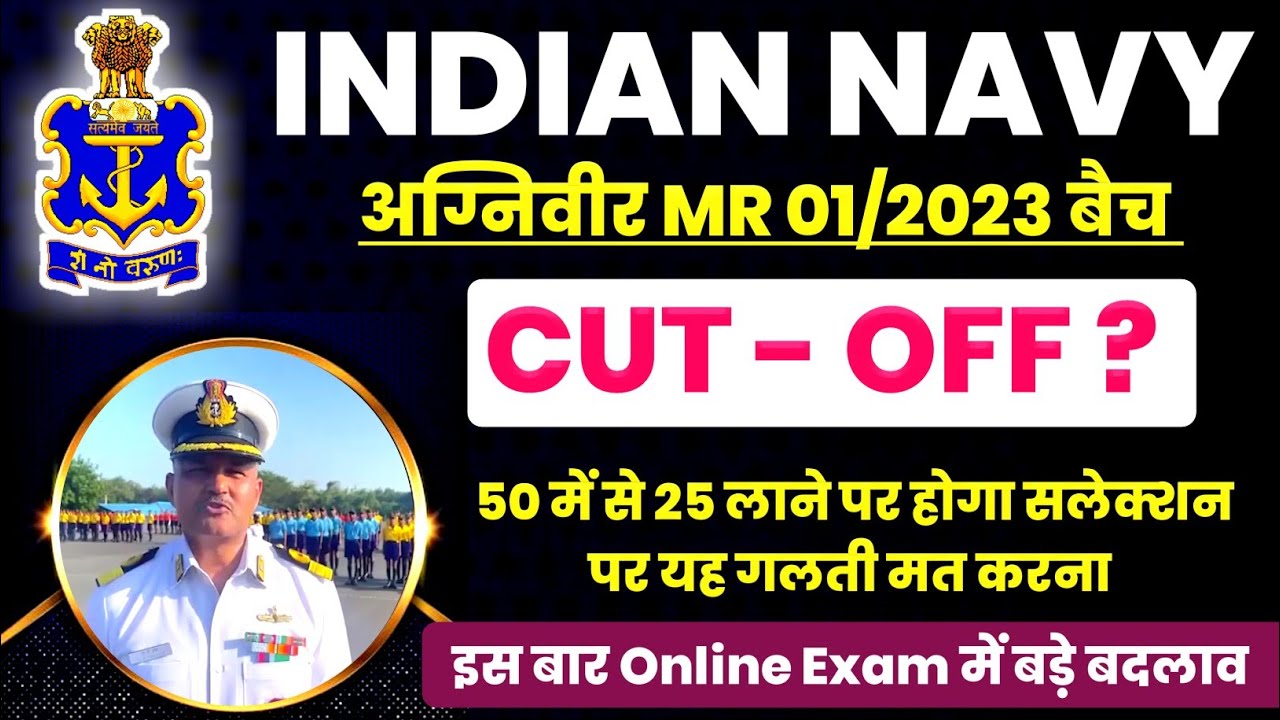 सत्यमेव जयते
शं नो वरुणः
INDIAN NAVY
अग्निवीर MR 01/2023 बैच
CUT - OFF ?
50 में से 25 लाने पर होगा सलेक्शन
पर यह गलती मत करना
इस बार Online Exam में बड़े बदलाव